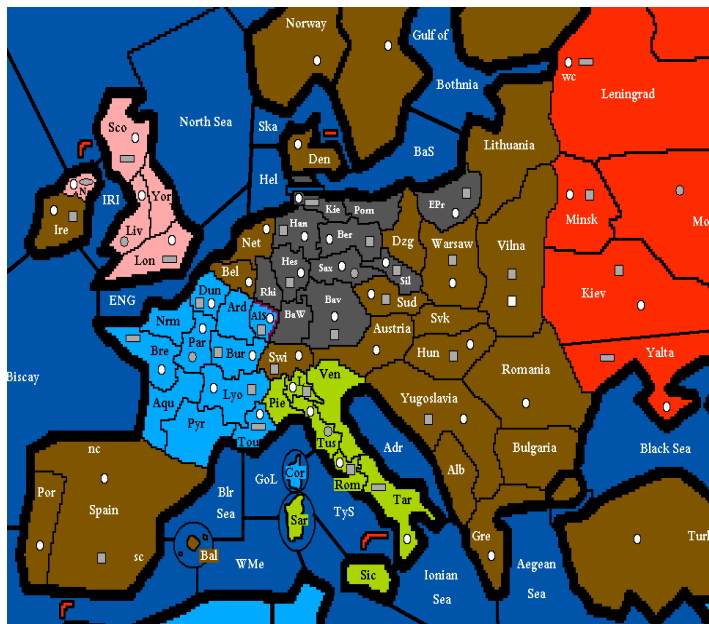 Norway
Gulf of
Bothnia
wc
Leningrad
North Sea
Ska
Sco
Den
BaS
Lithuania
Hel
N
IRI
Yor
Kie
Pom
EPr
Minsk
Mo
Ire
Liv
Lon
Net
Han
Ber
Dzg
Warsaw
Vilna
Bel
Hes
Sax
Sil
Rki
Kiev
ENG
Dun
Ard
Als
BaW
Bav
Sud
Nrm
Par
Austria
Svk
Yalta
Bre
Bur
Swi
Hun
Biscay
Ven
Romania
Lyo
Pie
Yugoslavia
Aqu
Pyr
Tou
Tus
Adr
Bulgaria
Black Sea
nc
GoL
Cor
Rom
Alb
Por
Spain
Blr
Sea
Sar
TyS
Tar
Gre
Turk
sc
Bal
WMe
Sic
Ionian
Sea
Aegean
Sea